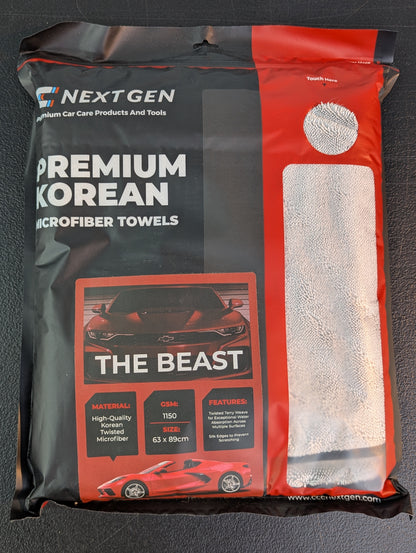 Touch Here
C NEXT GEN
Premium Car Care Products And Tools
PREMIUM
KOREAN
MICROFIBER TOWELS
THE BEAST
MATERIAL:
High-Quality
Korean
Twisted
Microfiber
GSM:
1150
SIZE:
63 x 89cm
FEATURES:
Twisted Terry Weave
for Exceptional Water
Absorption Across
Multiple Surfaces
Silk Edges to Prevent
Scratching
www.cccnextgen.com